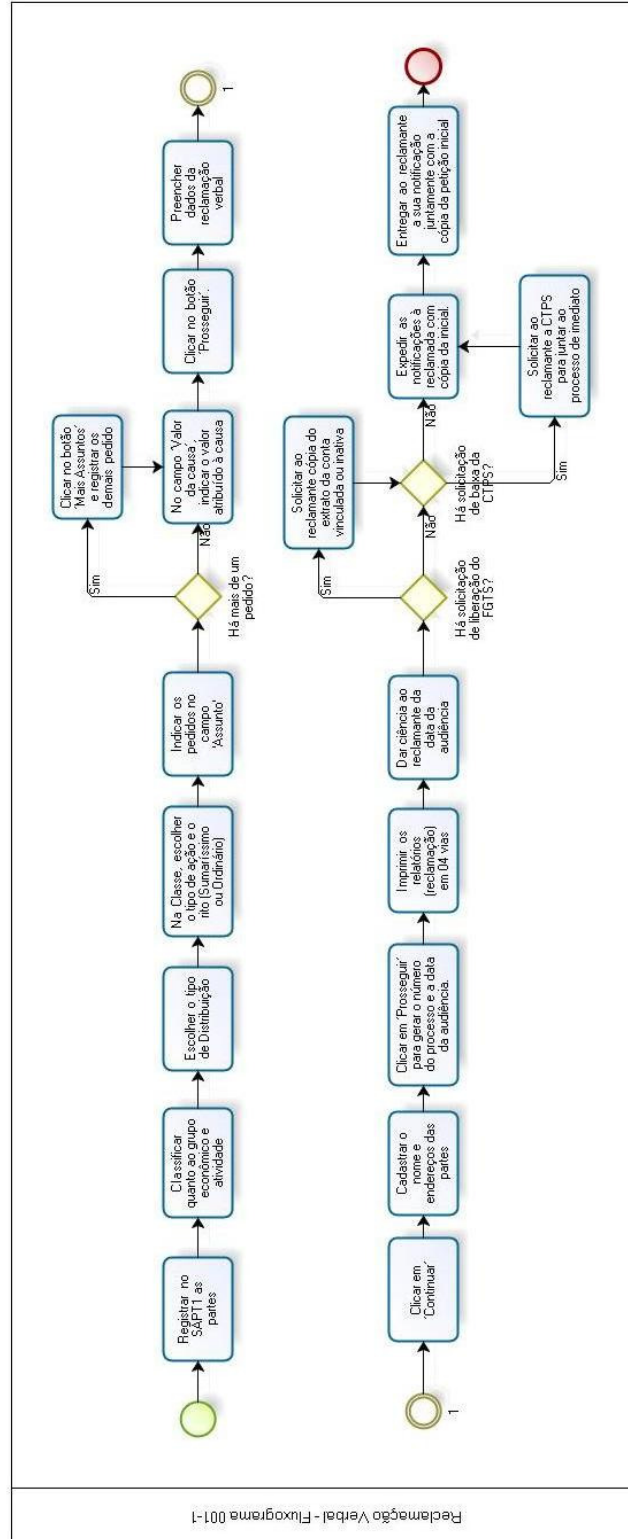 Reclamação Verbal - Fluxograma 001-1
Registrar no
SAPT1 as
partes
Classificar
quanto ao grupo
econômico e
atividade
Escolher o tipo
de Distribuição
Na Classe, escolher
o tipo de ação e o
rito (Sumaríssimo
ou Ordinário)
Indicar os
pedidos no
campo
'Assunto'
Há mais de um
pedido?
Sim
Clicar no botão
´Mais Assuntos´
e registrar os
demais pedido
Não
No campo ´Valor
da causa´,
indicar o valor
atribuído à causa
Clicar no botão
´Prosseguir´.
Preencher
dados da
reclamação
verbal
1
1
Clicar em
´Continuar´
Cadastrar o
nome e
endereços das
partes
Clicar em ´Prosseguir´
para gerar o número
do processo e a data
da audiência.
Imprimir os
relatórios
(reclamação)
em 04 vias
Dar ciência ao
reclamante da
data da
audiência
Há solicitação
de liberação do
FGTS?
Sim
Solicitar ao
reclamante cópia do
extrato da conta
vinculada ou inativa
Não
Há solicitação
de baixa da
CTPS?
Sim
Solicitar ao
reclamante a CTPS
para juntar ao
processo de imediato
Não
Expedir as
notificações à
reclamada com
cópia da inicial.
Entregar ao reclamante
a sua notificação
juntamente com a
cópia da petição inicial